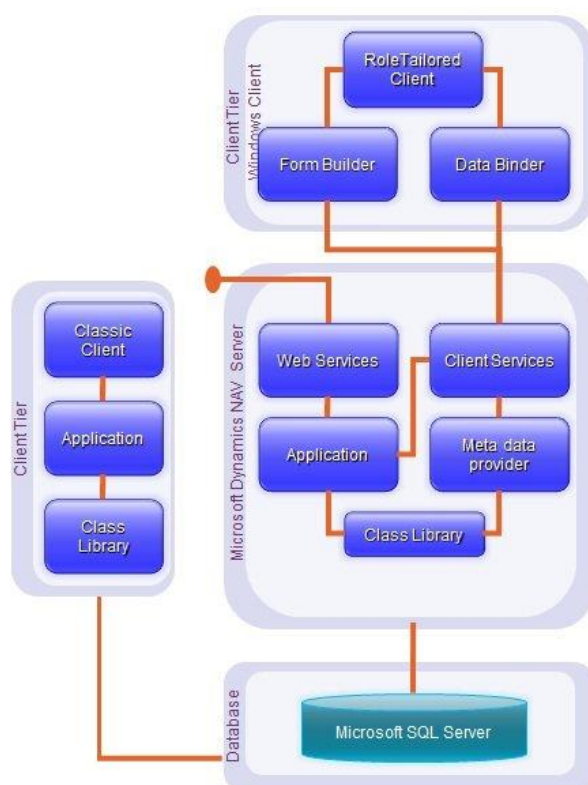 Client Tier
Windows Client
RoleTailored
Client
Form Builder
Data Binder
Client Tier
Classic
Client
Application
Class
Library
Microsoft Dynamics NAV Server
Web Services
Client Services
Application
Meta data
provider
Class Library
Database
Microsoft SQL Server